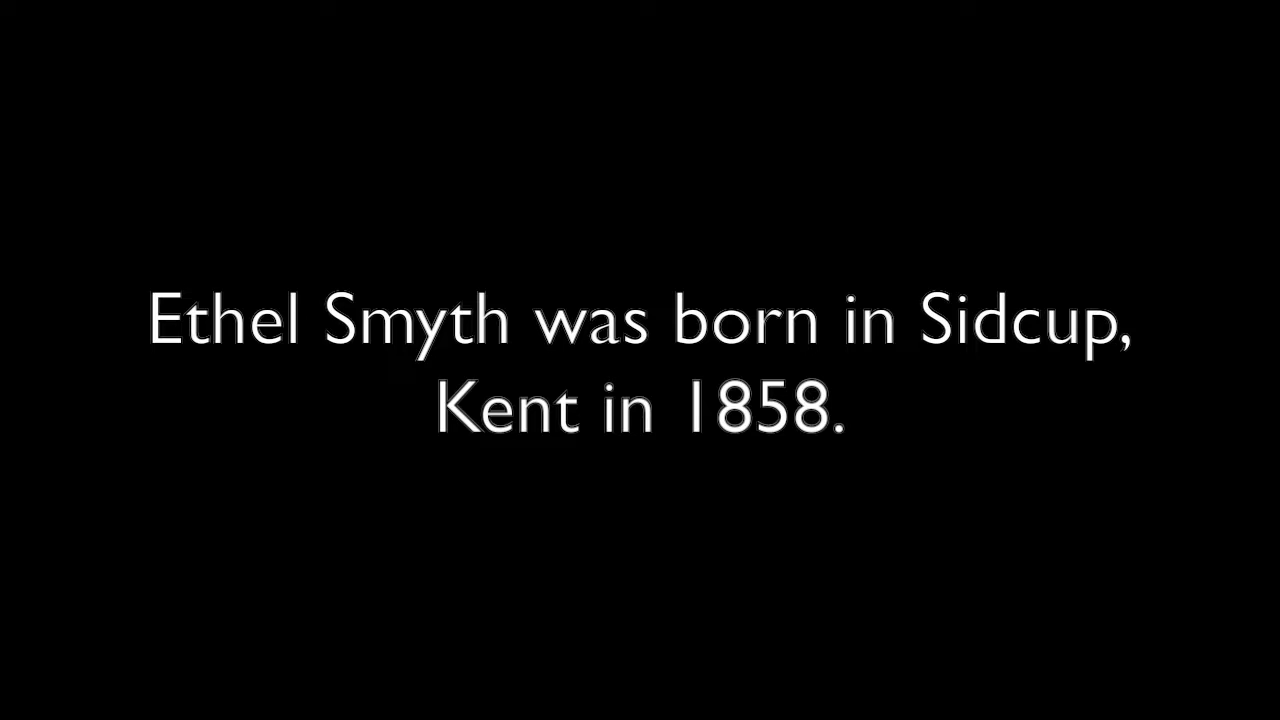 Ethel Smyth was born in Sidcup,
Kent in 1858.